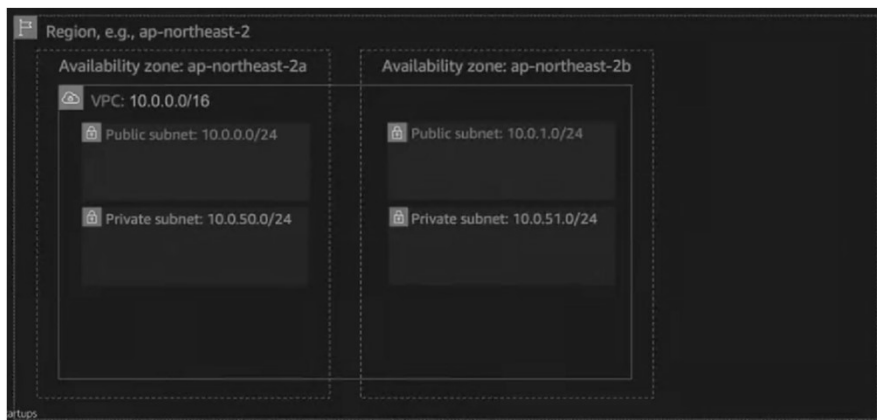 Region, e.g., ap-northeast-2
Availability zone: ap-northeast-2a
Availability zone: ap-northeast-2b
VPC: 10.0.0.0/16
Public subnet: 10.0.0.0/24
Public subnet: 10.0.1.0/24
Private subnet: 10.0.50.0/24
Private subnet: 10.0.51.0/24
artups